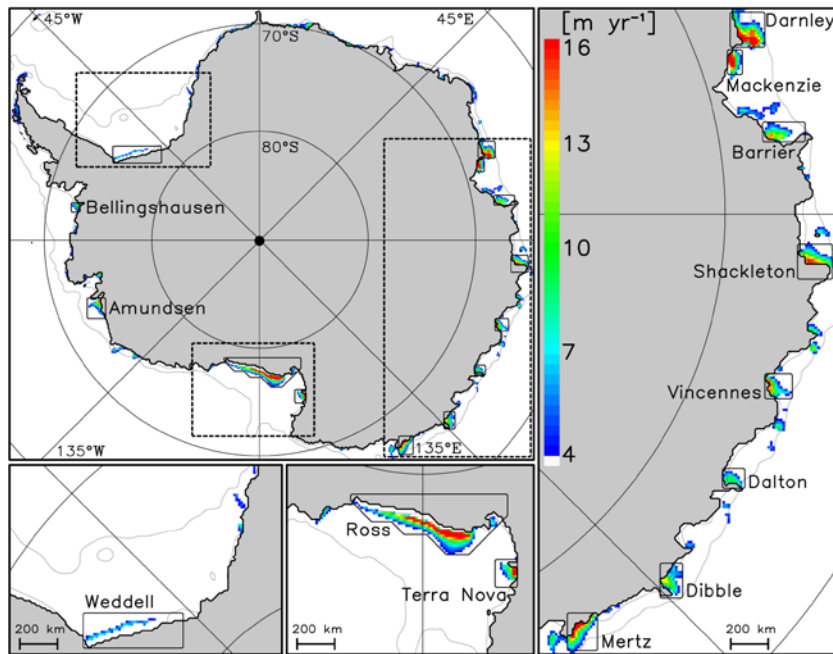 45°W
70°S
45°E
80°S
Bellingshausen
Amundsen
135°W
135°E
[m yr⁻¹]
16
13
10
7
4
Darnley
Mackenzie
Barrier
Shackleton
Vincennes
Dalton
Dibble
Mertz
200 km
Weddell
200 km
Ross
Terra Nova
200 km